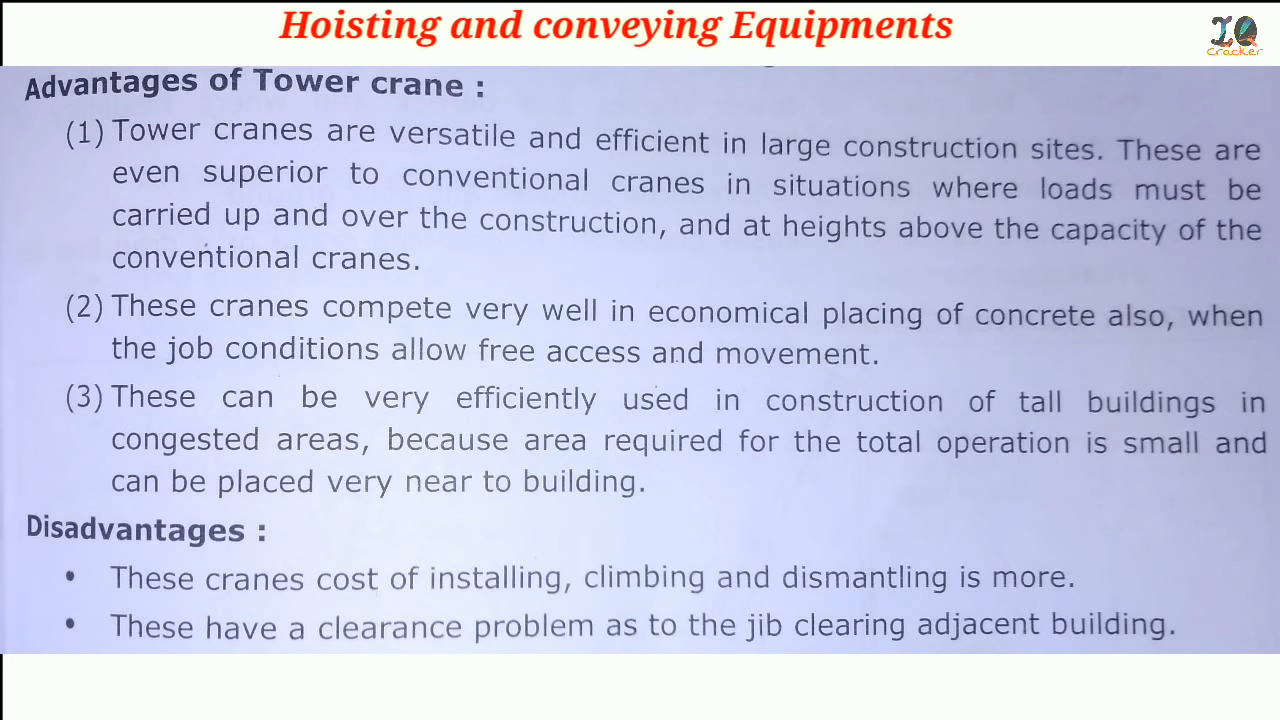 Hoisting and conveying Equipments
IQ
Cracker
Advantages of Tower crane :
(1) Tower cranes are versatile and efficient in large construction sites. These are
even superior to conventional cranes in situations where loads must be
carried up and over the construction, and at heights above the capacity of the
conventional cranes.
(2) These cranes compete very well in economical placing of concrete also, when
the job conditions allow free access and movement.
(3) These can be very efficiently used in construction of tall buildings in
congested areas, because area required for the total operation is small and
can be placed very near to building.
Disadvantages :
• These cranes cost of installing, climbing and dismantling is more.
• These have a clearance problem as to the jib clearing adjacent building.